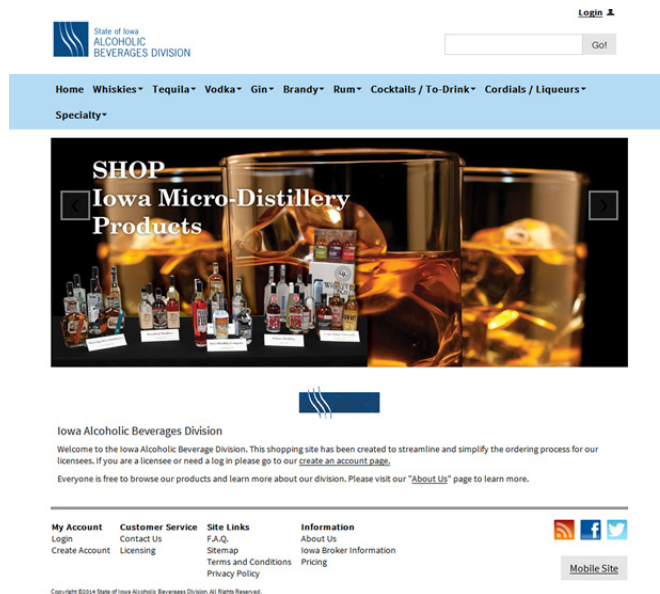 Login
State of Iowa
ALCOHOLIC
BEVERAGES DIVISION
Go!
Home Whiskies Tequila Vodka Gin Brandy Rum Cocktails / To-Drink Cordials / Liqueurs
Specialty
SHOP
Iowa Micro-Distillery
Products
Iowa Alcoholic Beverages Division
Welcome to the Iowa Alcoholic Beverage Division. This shopping site has been created to streamline and simplify the ordering process for our
licensees. If you are a licensee or need a log in please go to our create an account page.
Everyone is free to browse our products and learn more about our division. Please visit our "About Us" page to learn more.
My Account Customer Service Site Links Information
Login Contact Us F.A.Q. About Us
Create Account Licensing Sitemap Iowa Broker Information
Terms and Conditions Pricing
Privacy Policy
Mobile Site
Copyright ©2014 State of Iowa Alcoholic Beverages Division. All Rights Reserved.